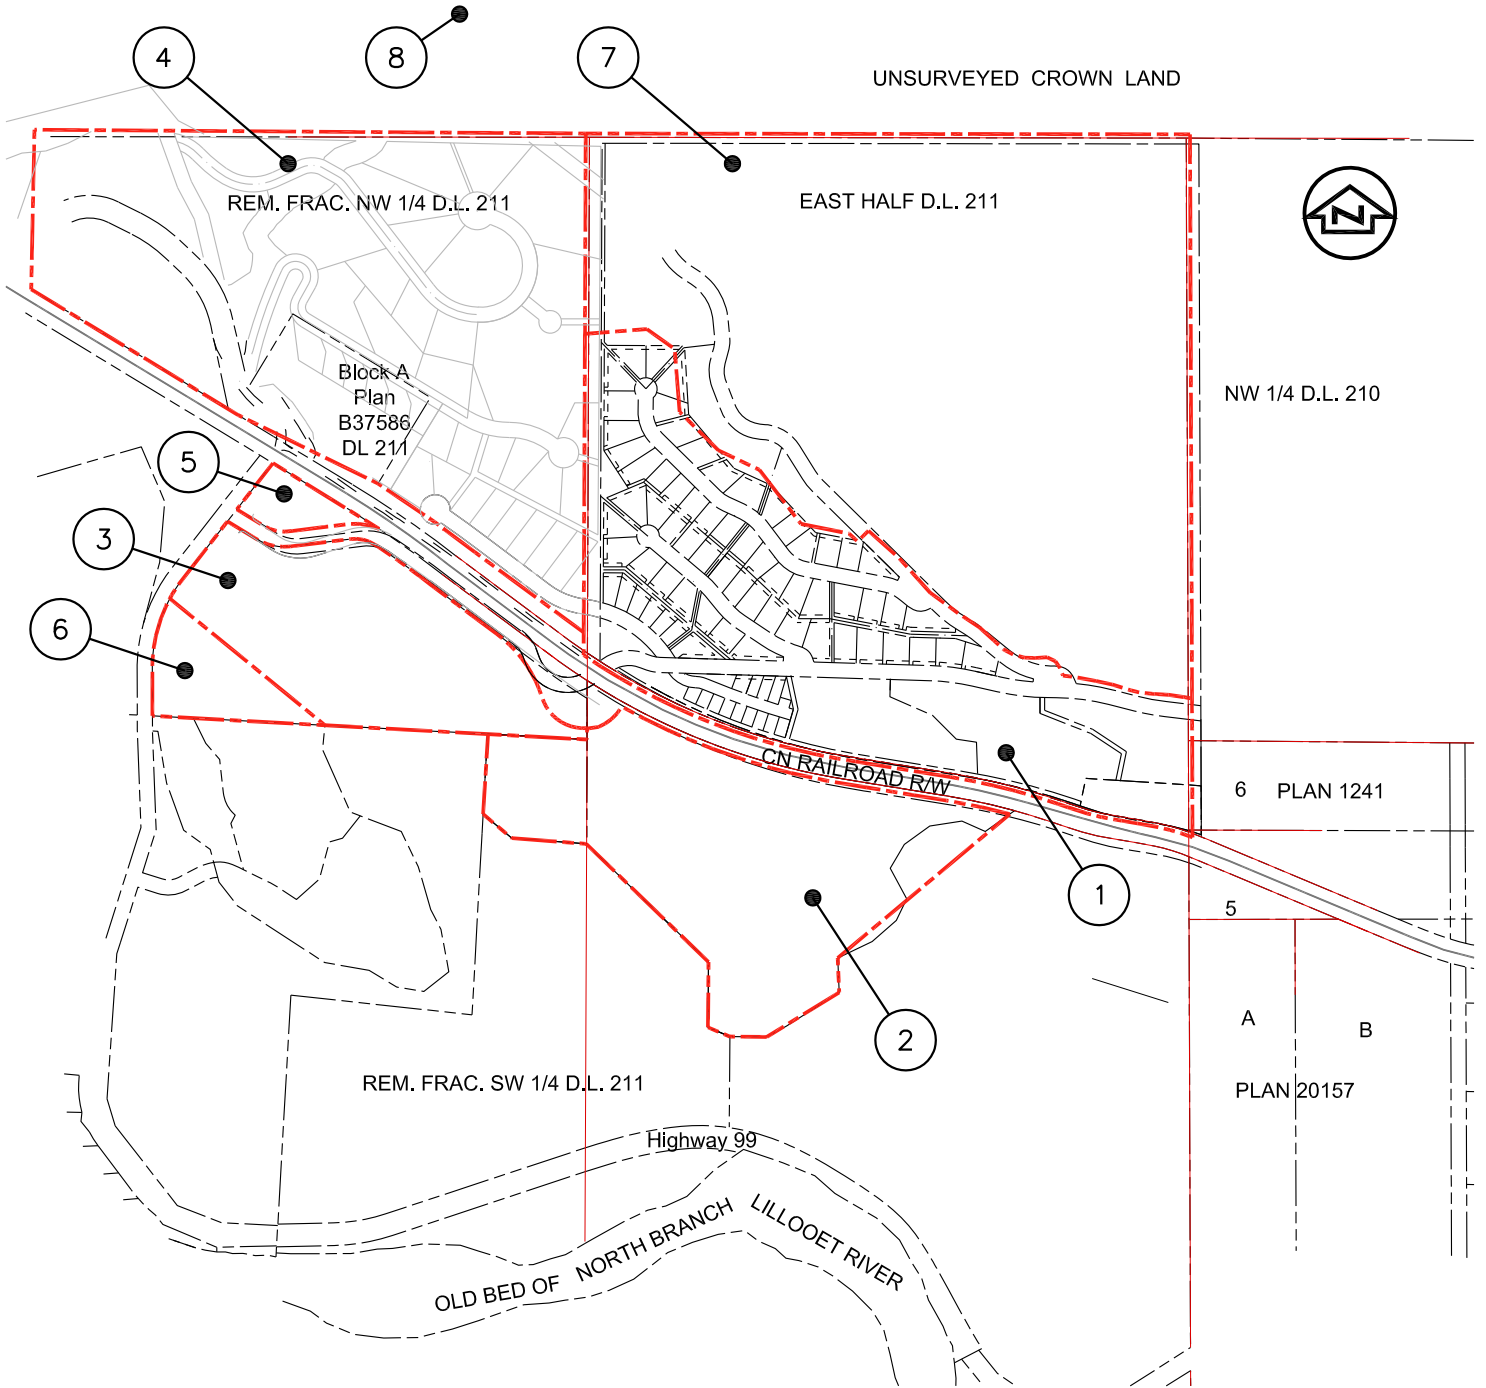 8
4
7
UNSURVEYED CROWN LAND
REM. FRAC. NW 1/4 D.L. 211
EAST HALF D.L. 211
N
Block A
Plan
B37586
DL 211
NW 1/4 D.L. 210
5
3
6
CN RAILROAD R/W
6 PLAN 1241
1
5
2
A
B
REM. FRAC. SW 1/4 D.L. 211
PLAN 20157
Highway 99
OLD BED OF NORTH BRANCH LILLOOET RIVER